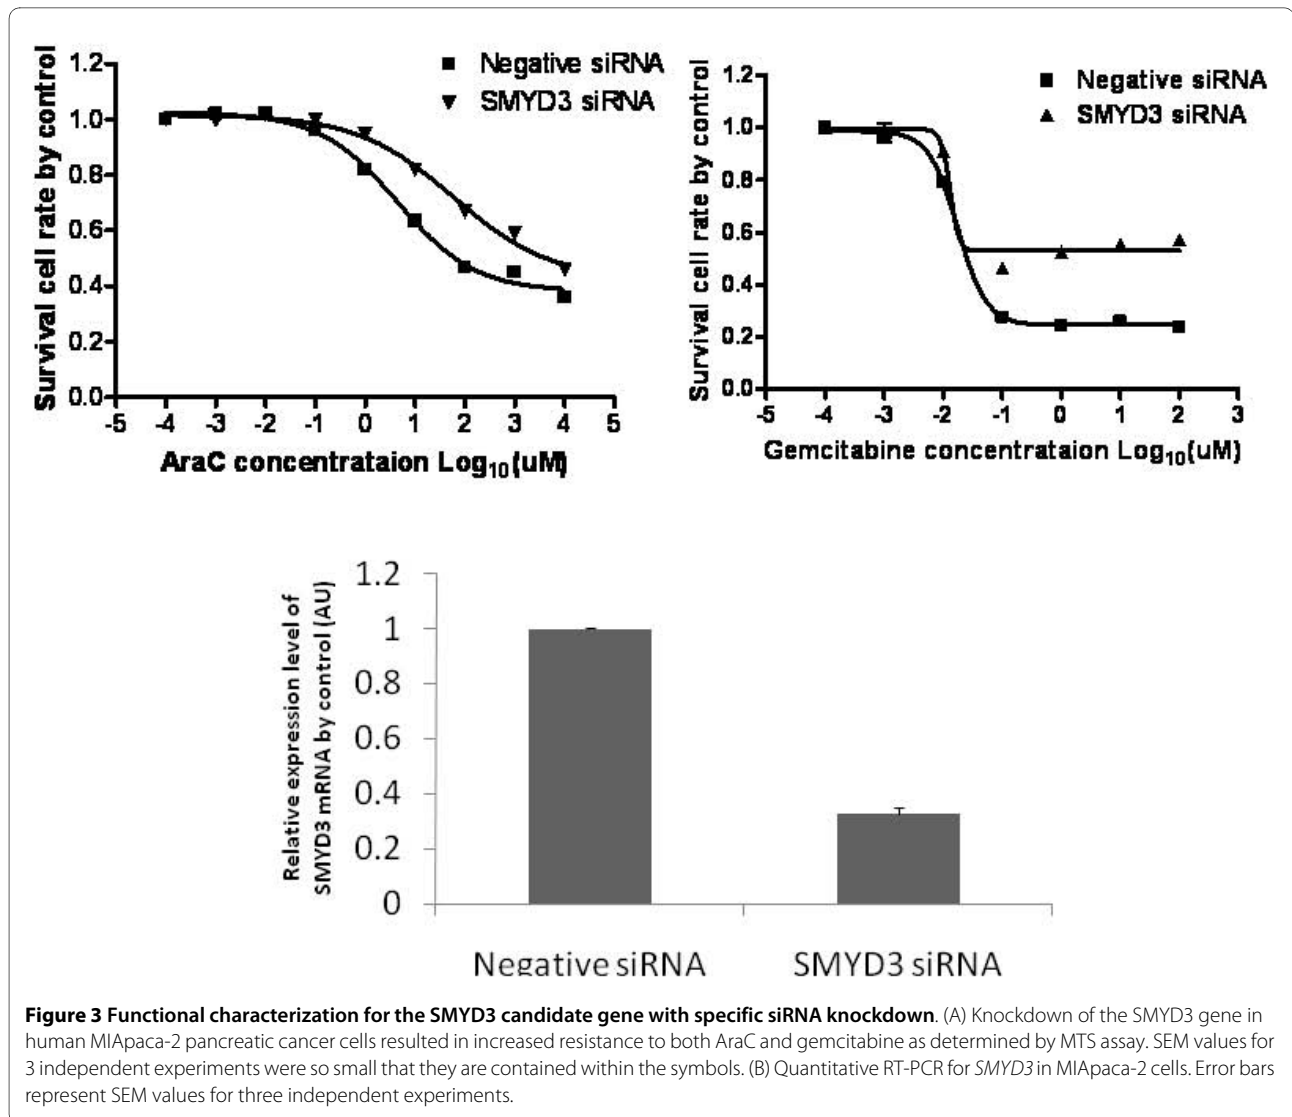 Survival cell rate by control
1.2
1.0
0.8
0.6
0.4
0.2
0.0
-5 -4 -3 -2 -1 0 1 2 3 4 5
AraC concentrataion Log10(uM)
Negative siRNA
SMYD3 siRNA
Survival cell rate by control
1.2
1.0
0.8
0.6
0.4
0.2
0.0
-5 -4 -3 -2 -1 0 1 2 3
Gemcitabine concentrataion Log10(uM)
Negative siRNA
SMYD3 siRNA
Relative expression level of
SMYD3 mRNA by control (AU)
1.2
1
0.8
0.6
0.4
0.2
0
Negative siRNA SMYD3 siRNA
Figure 3 Functional characterization for the SMYD3 candidate gene with specific siRNA knockdown. (A) Knockdown of the SMYD3 gene in
human MIApaca-2 pancreatic cancer cells resulted in increased resistance to both AraC and gemcitabine as determined by MTS assay. SEM values for
3 independent experiments were so small that they are contained within the symbols. (B) Quantitative RT-PCR for SMYD3 in MIApaca-2 cells. Error bars
represent SEM values for three independent experiments.